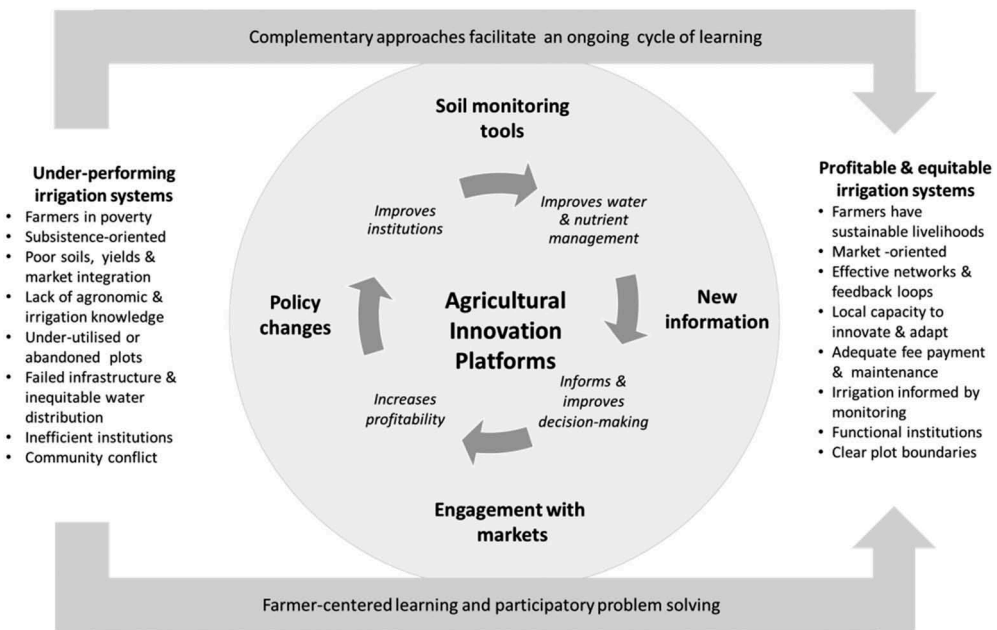 Complementary approaches facilitate an ongoing cycle of learning
Under-performing
irrigation systems
• Farmers in poverty
• Subsistence-oriented
• Poor soils, yields &
market integration
• Lack of agronomic &
irrigation knowledge
• Under-utilised or
abandoned plots
• Failed infrastructure &
inequitable water
distribution
• Inefficient institutions
• Community conflict
Soil monitoring
tools
Improves water
& nutrient
management
New
information
Informs &
improves
decision-making
Engagement with
markets
Increases
profitability
Policy
changes
Improves
institutions
Agricultural
Innovation
Platforms
Profitable & equitable
irrigation systems
• Farmers have
sustainable livelihoods
• Market -oriented
• Effective networks &
feedback loops
• Local capacity to
innovate & adapt
• Adequate fee payment
& maintenance
• Irrigation informed by
monitoring
• Functional institutions
• Clear plot boundaries
Farmer-centered learning and participatory problem solving